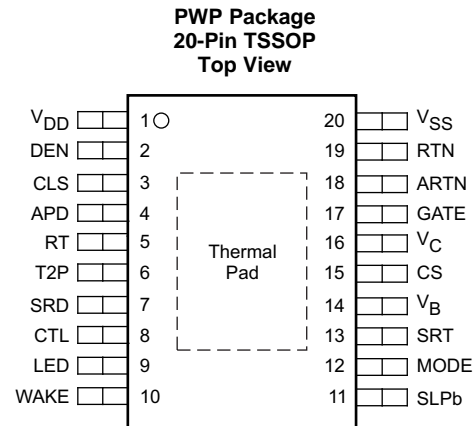 PWP Package
20-Pin TSSOP
Top View
VDD 1 20 VSS
DEN 2 19 RTN
CLS 3 18 ARTN
APD 4 17 GATE
RT 5 16 VC
T2P 6 15 CS
SRD 7 14 VB
CTL 8 13 SRT
LED 9 12 MODE
WAKE 10 11 SLPb
Thermal
Pad